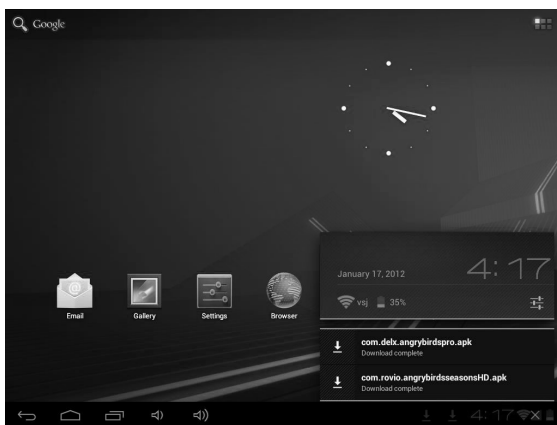 Google
Email
Gallery
Settings
Browser
January 17, 2012
4:17
vsj 35%
com.delx.angrybirdspro.apk
Download complete
com.rovio.angrybirdsseasonsHD.apk
Download complete
4:17